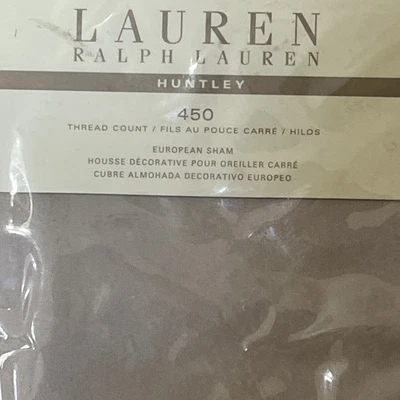 LAUREN
RALPH LAUREN
HUNTLEY
450
THREAD COUNT / FILS AU POUCE CARRÉ / HILOS
EUROPEAN SHAM
HOUSSE DÉCORATIVE POUR OREILLER CARRÉ
CUBRE ALMOHADA DECORATIVO EUROPEO